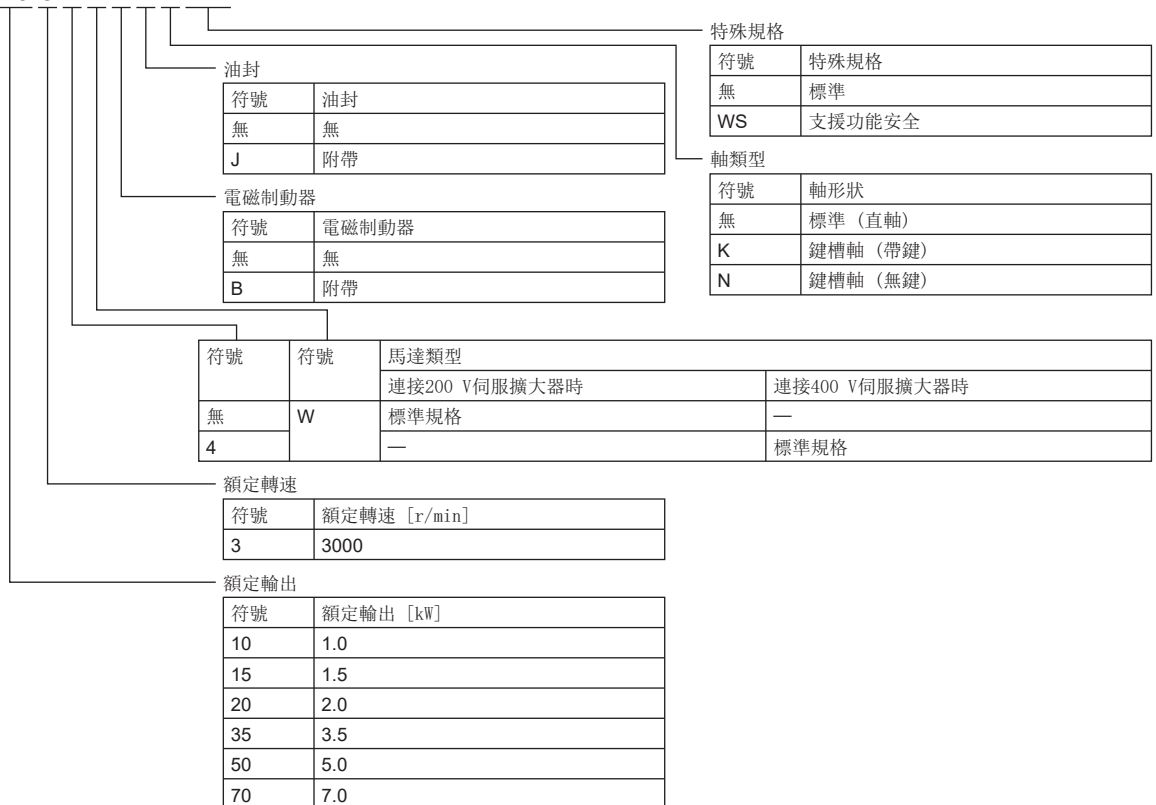 特殊規格
符號 特殊規格
無 標準
WS 支援功能安全
軸類型
符號 軸形狀
無 標準 (直軸)
K 鍵槽軸 (帶鍵)
N 鍵槽軸 (無鍵)
油封
符號 油封
無 無
J 附帶
電磁制動器
符號 電磁制動器
無 無
B 附帶
符號 符號 馬達類型
連接200 V伺服擴大器時 連接400 V伺服擴大器時
無 W 標準規格 —
4 — 標準規格
額定轉速
符號 額定轉速 [r/min]
3 3000
額定輸出
符號 額定輸出 [kW]
10 1.0
15 1.5
20 2.0
35 3.5
50 5.0
70 7.0